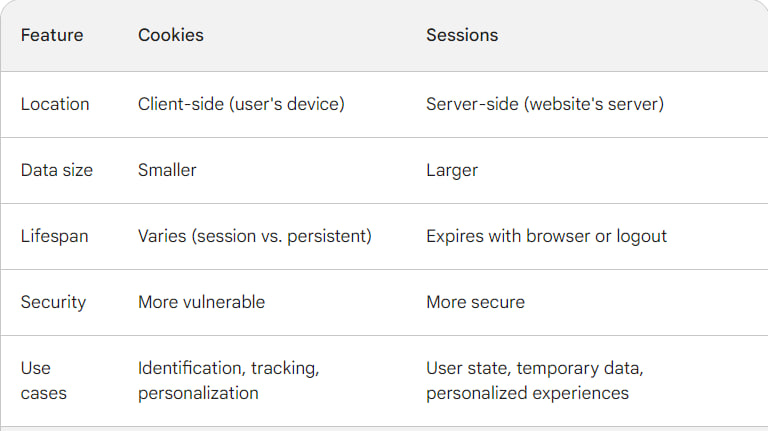 Feature Cookies Sessions
Location Client-side (user's device) Server-side (website's server)
Data size Smaller Larger
Lifespan Varies (session vs. persistent) Expires with browser or logout
Security More vulnerable More secure
Use cases Identification, tracking, personalization User state, temporary data, personalized experiences